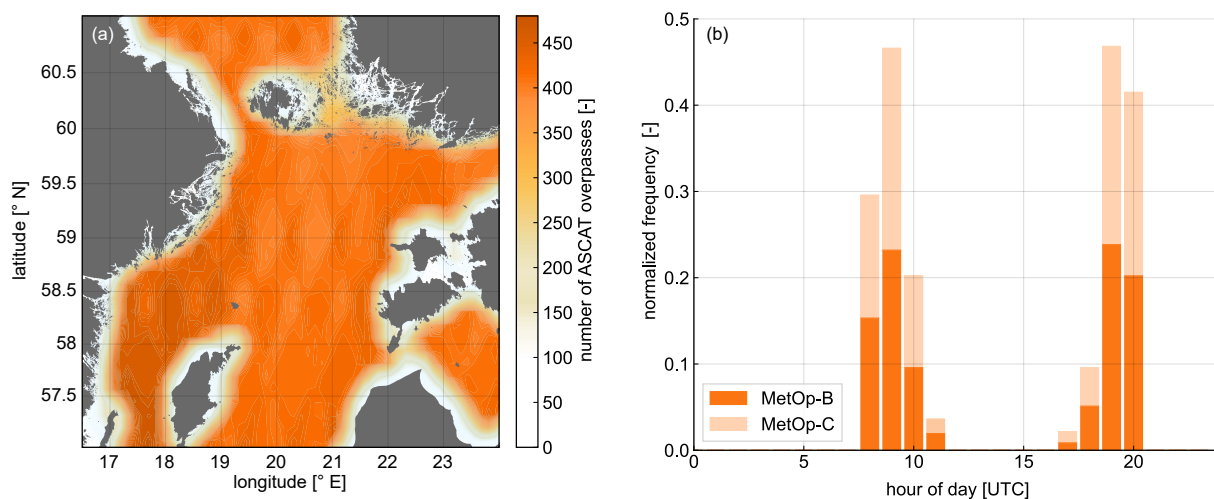 (a)
60.5
60
59.5
59
58.5
58
57.5
latitude [° N]
17 18 19 20 21 22 23
longitude [° E]
450
400
350
300
250
200
150
100
50
0
number of ASCAT overpasses [-]
(b)
0.5
0.4
0.3
0.2
0.1
0.0
normalized frequency [-]
MetOp-B
MetOp-C
0 5 10 15 20
hour of day [UTC]